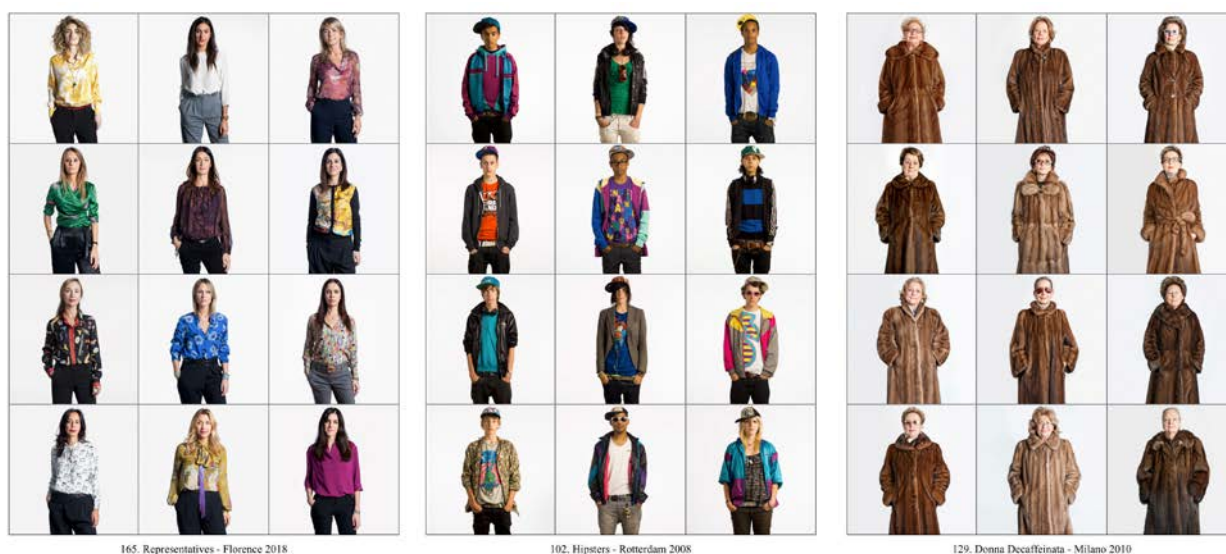 165. Representatives - Florence 2018
102. Hipsters - Rotterdam 2008
129. Donna Decaffeinata - Milano 2010